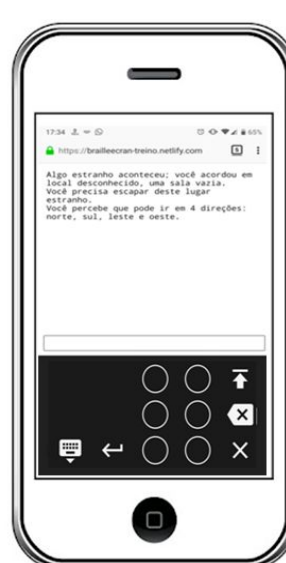 17:34 65%
https://brailleecran-treino.netlify.com
Algo estranho aconteceu; você acordou em
local desconhecido, uma sala vazia.
Você precisa escapar deste lugar
estranho.
Você percebe que pode ir em 4 direções:
norte, sul, leste e oeste.